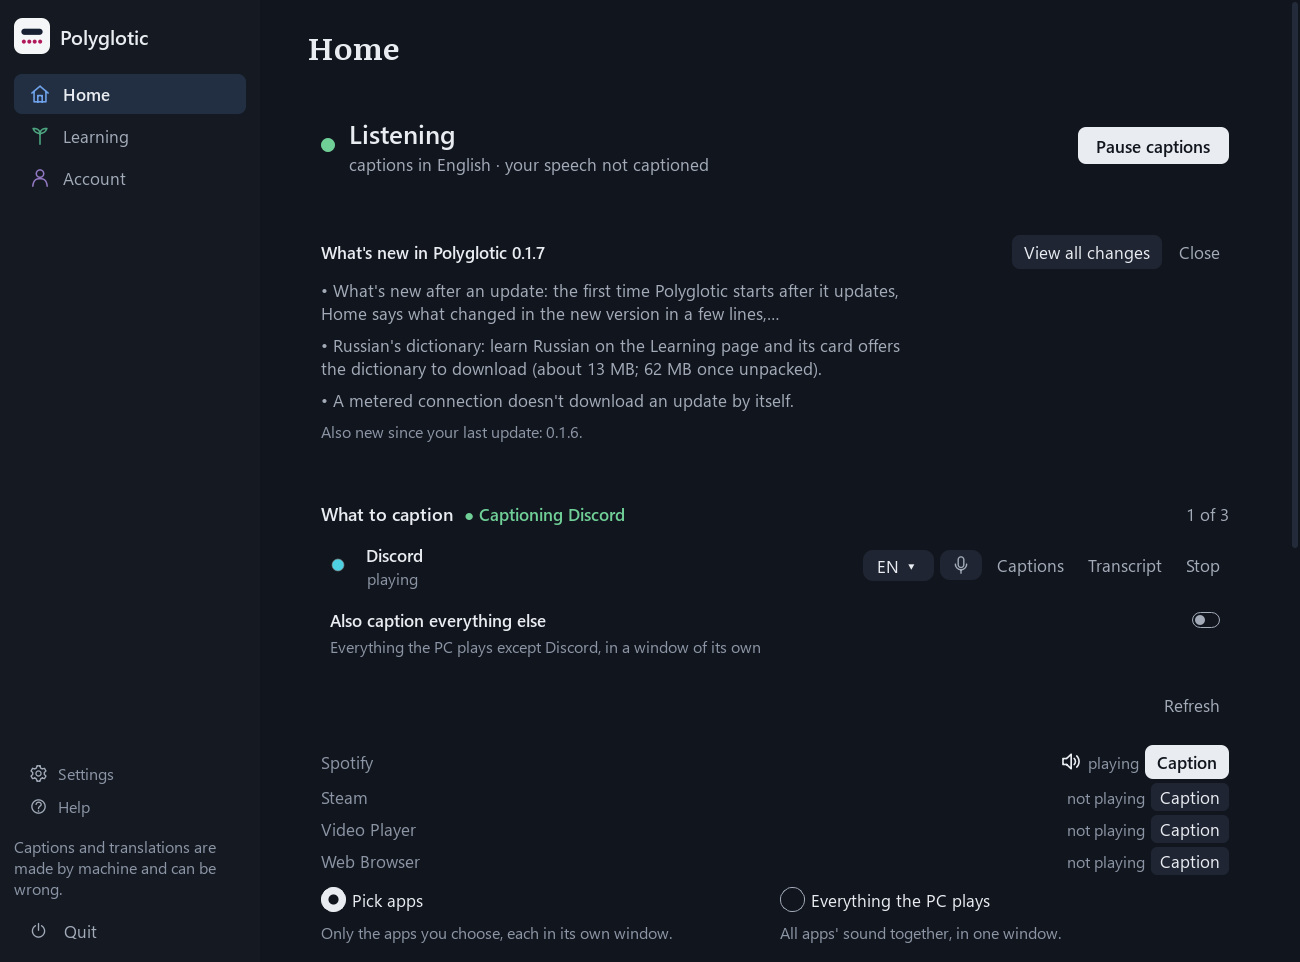 Polyglotic
Home
Learning
Account
Settings
Help
Captions and translations are
made by machine and can be
wrong.
Quit
Home
Listening
captions in English · your speech not captioned
Pause captions
What's new in Polyglotic 0.1.7
View all changes
Close
• What's new after an update: the first time Polyglotic starts after it updates,
Home says what changed in the new version in a few lines,...
• Russian's dictionary: learn Russian on the Learning page and its card offers
the dictionary to download (about 13 MB; 62 MB once unpacked).
• A metered connection doesn't download an update by itself.
Also new since your last update: 0.1.6.
What to caption • Captioning Discord
1 of 3
Discord
playing
EN ▾
Captions
Transcript
Stop
Also caption everything else
Everything the PC plays except Discord, in a window of its own
Refresh
Spotify playing Caption
Steam not playing Caption
Video Player not playing Caption
Web Browser not playing Caption
Pick apps
Only the apps you choose, each in its own window.
Everything the PC plays
All apps' sound together, in one window.